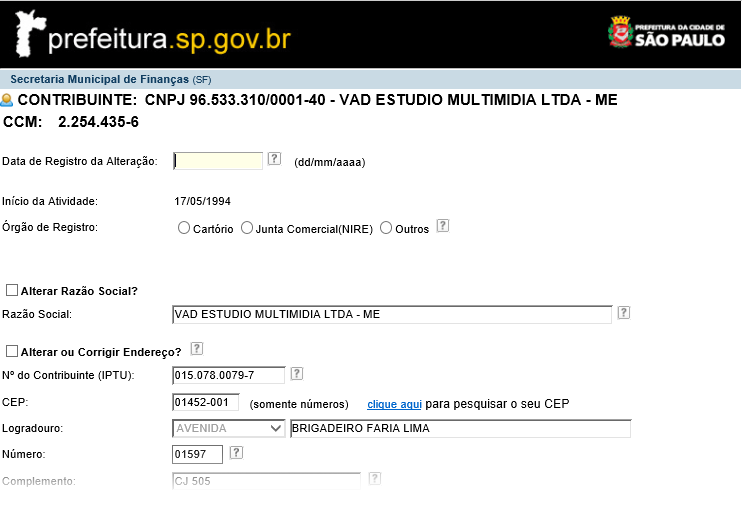 prefeitura.sp.gov.br
PREFEITURA DA CIDADE DE
SÃO PAULO
Secretaria Municipal de Finanças (SF)
CONTRIBUINTE: CNPJ 96.533.310/0001-40 - VAD ESTUDIO MULTIMIDIA LTDA - ME
CCM: 2.254.435-6
Data de Registro da Alteração: ? (dd/mm/aaaa)
Início da Atividade: 17/05/1994
Órgão de Registro: Cartório Junta Comercial(NIRE) Outros ?
Alterar Razão Social?
Razão Social: VAD ESTUDIO MULTIMIDIA LTDA - ME ?
Alterar ou Corrigir Endereço? ?
Nº do Contribuinte (IPTU): 015.078.0079-7 ?
CEP: 01452-001 (somente números) clique aqui para pesquisar o seu CEP
Logradouro: AVENIDA BRIGADEIRO FARIA LIMA
Número: 01597 ?
Complemento: CJ 505 ?